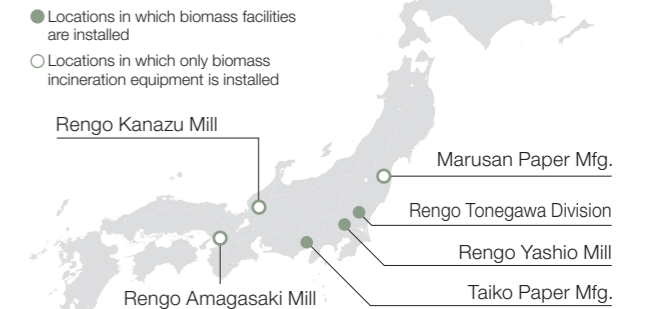 Locations in which biomass facilities
are installed
Locations in which only biomass
incineration equipment is installed
Rengo Kanazu Mill
Marusan Paper Mfg.
Rengo Tonegawa Division
Rengo Yashio Mill
Taiko Paper Mfg.
Rengo Amagasaki Mill